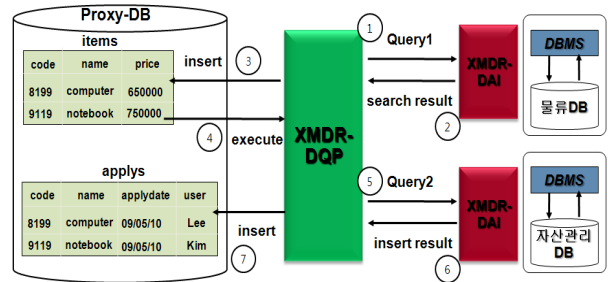 Proxy-DB
items
code name price
8199 computer 650000
9119 notebook 750000
insert
3
4
execute
applys
code name applydate user
8199 computer 09/05/10 Lee
9119 notebook 09/05/10 Kim
insert
7
XMDR-
DQP
1
Query1
search result
2
XMDR-
DAI
DBMS
물류DB
5
Query2
insert result
6
XMDR-
DAI
DBMS
자산관리
DB